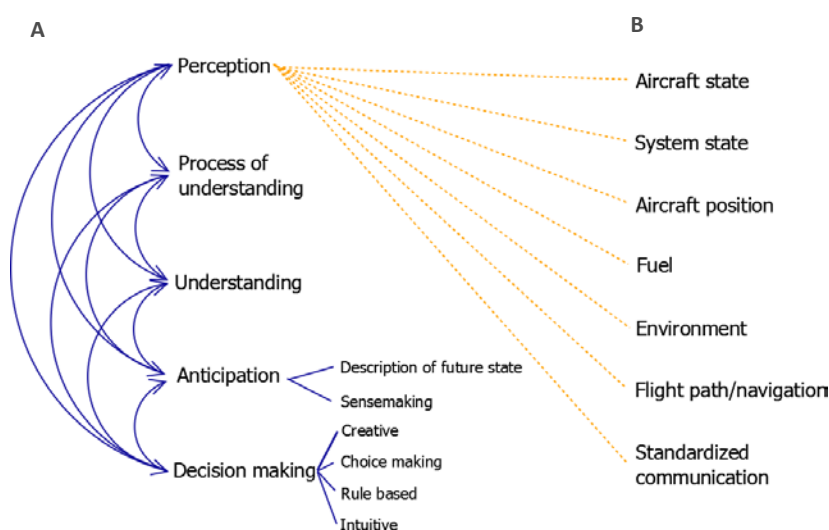 A
B
Perception
Process of
understanding
Understanding
Anticipation
Description of future state
Sensemaking
Decision making
Creative
Choice making
Rule based
Intuitive
Aircraft state
System state
Aircraft position
Fuel
Environment
Flight path/navigation
Standardized
communication